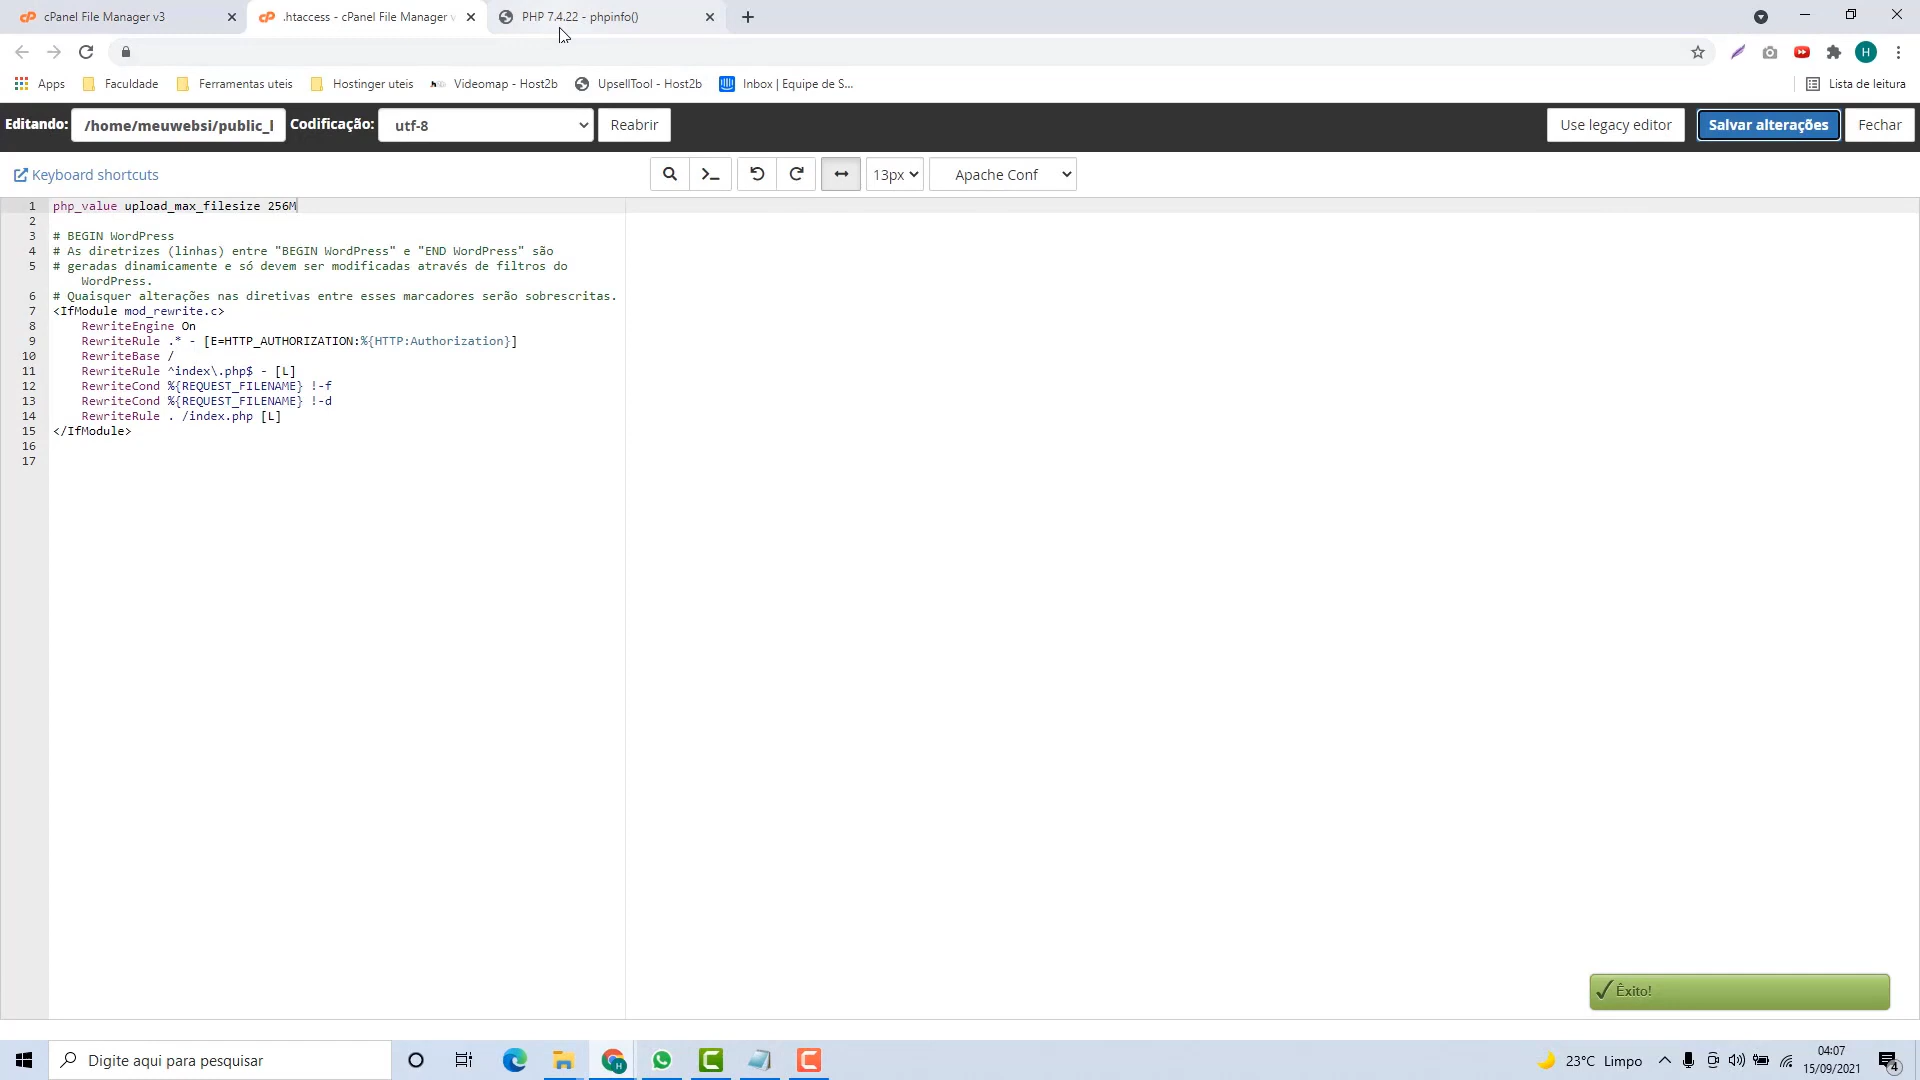 cPanel File Manager v3
.htaccess - cPanel File Manager v
PHP 7.4.22 - phpinfo()
H
Apps
Faculdade
Ferramentas uteis
Hostinger uteis
Videomap - Host2b
UpsellTool - Host2b
Inbox | Equipe de S...
Lista de leitura
Editando:
/home/meuwebsi/public_l
Codificação:
utf-8
Reabrir
Use legacy editor
Salvar alterações
Fechar
Keyboard shortcuts
13px
Apache Conf
1 php_value upload_max_filesize 256M
2
3 # BEGIN WordPress
4 # As diretrizes (linhas) entre "BEGIN WordPress" e "END WordPress" são
5 # geradas dinamicamente e só devem ser modificadas através de filtros do
WordPress.
6 # Quaisquer alterações nas diretivas entre esses marcadores serão sobrescritas.
7 <IfModule mod_rewrite.c>
8 RewriteEngine On
9 RewriteRule .* - [E=HTTP_AUTHORIZATION:%{HTTP:Authorization}]
10 RewriteBase /
11 RewriteRule ^index\.php$ - [L]
12 RewriteCond %{REQUEST_FILENAME} !-f
13 RewriteCond %{REQUEST_FILENAME} !-d
14 RewriteRule . /index.php [L]
15 </IfModule>
16
17
Êxito!
Digite aqui para pesquisar
H
23°C Limpo
04:07
15/09/2021
4